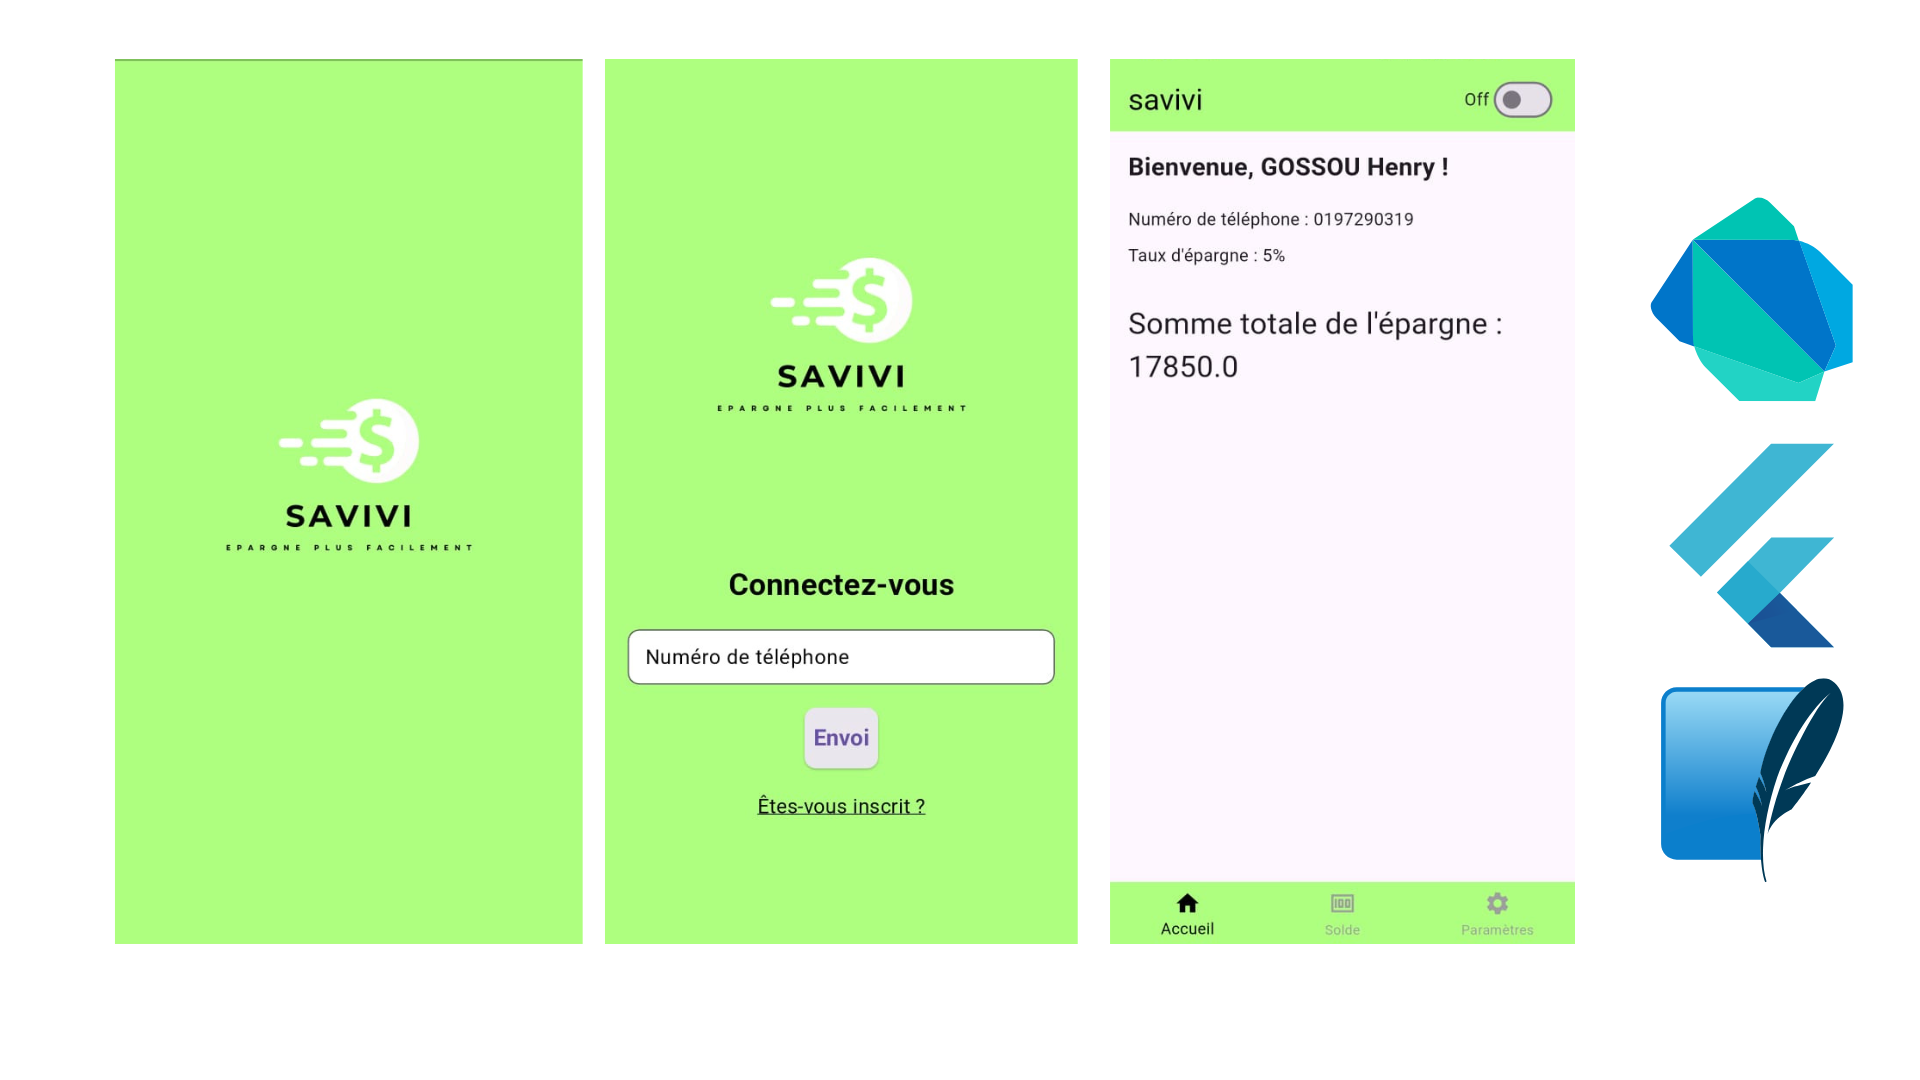 SAVIVI
EPARGNE PLUS FACILEMENT
SAVIVI
EPARGNE PLUS FACILEMENT
Connectez-vous
Numéro de téléphone
Envoi
Êtes-vous inscrit ?
savivi
Off
Bienvenue, GOSSOU Henry !
Numéro de téléphone : 0197290319
Taux d'épargne : 5%
Somme totale de l'épargne :
17850.0
Accueil
Solde
Paramètres